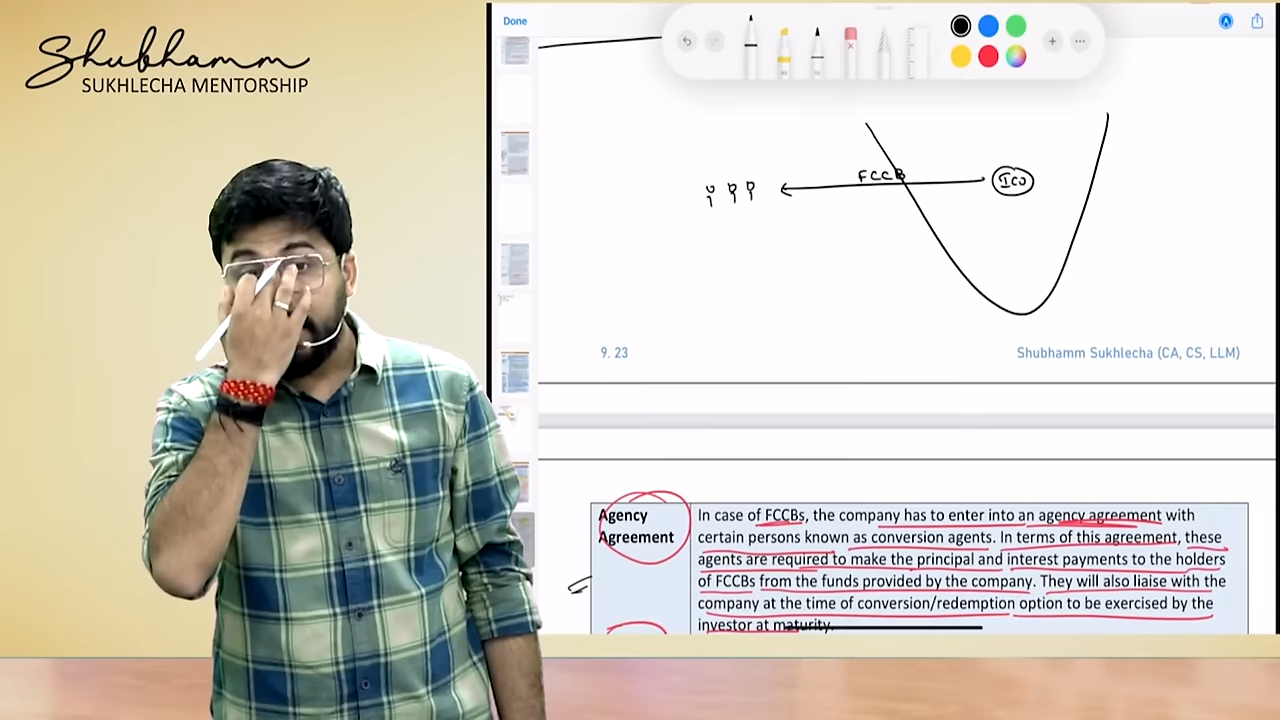 Shubhamm
SUKHLECHA MENTORSHIP
Done
FCCB
ICO
9. 23
Shubhamm Sukhlecha (CA, CS, LLM)
Agency
Agreement
In case of FCCBs, the company has to enter into an agency agreement with
certain persons known as conversion agents. In terms of this agreement, these
agents are required to make the principal and interest payments to the holders
of FCCBs from the funds provided by the company. They will also liaise with the
company at the time of conversion/redemption option to be exercised by the
investor at maturity.